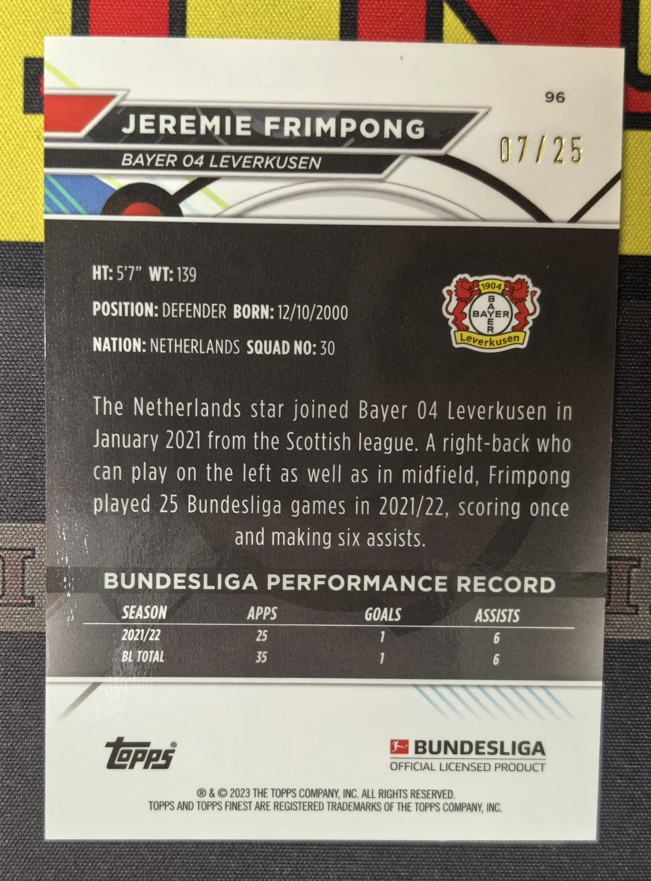 96
JEREMIE FRIMPONG
07/25
BAYER 04 LEVERKUSEN
HT: 5'7" WT: 139
POSITION: DEFENDER BORN: 12/10/2000
NATION: NETHERLANDS SQUAD NO: 30
1904
BAYER
BAYER
Leverkusen
The Netherlands star joined Bayer 04 Leverkusen in
January 2021 from the Scottish league. A right-back who
can play on the left as well as in midfield, Frimpong
played 25 Bundesliga games in 2021/22, scoring once
and making six assists.
BUNDESLIGA PERFORMANCE RECORD
SEASON APPS GOALS ASSISTS
2021/22 25 1 6
BL TOTAL 35 1 6
topps®
BUNDESLIGA
OFFICIAL LICENSED PRODUCT
® & © 2023 THE TOPPS COMPANY, INC. ALL RIGHTS RESERVED.
TOPPS AND TOPPS FINEST ARE REGISTERED TRADEMARKS OF THE TOPPS COMPANY, INC.